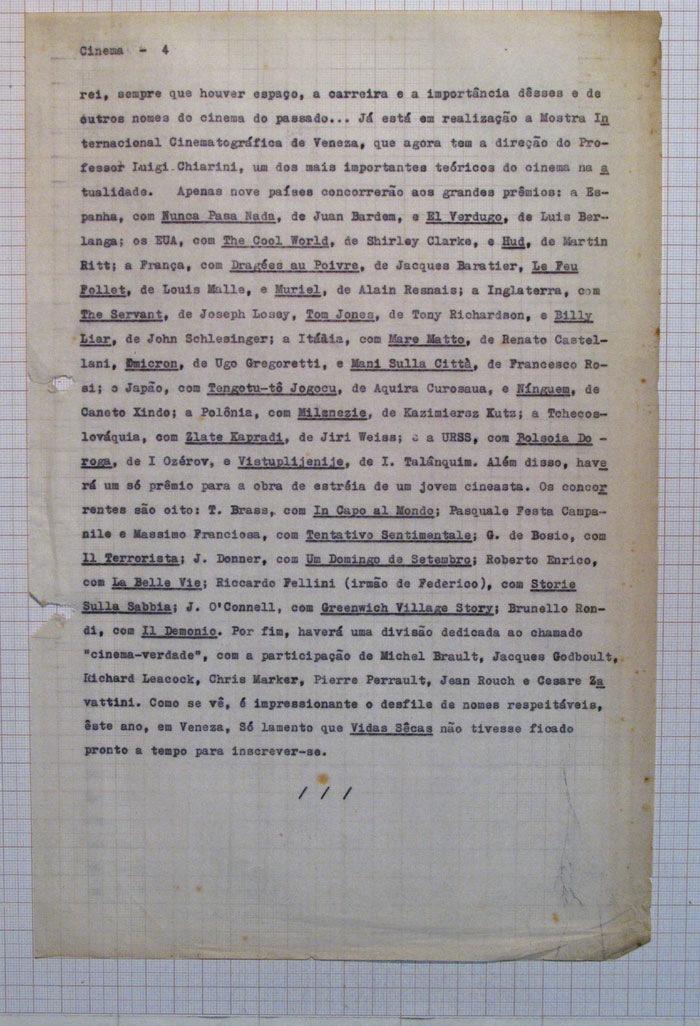 Cinema - 4
rei, sempre que houver espaço, a carreira e a importância dêsses e de
outros nomes do cinema do passado... Já está em realização a Mostra In
ternacional Cinematográfica de Veneza, que agora tem a direção do Pro-
fessor Luigi Chiarini, um dos mais importantes teóricos do cinema na a
tualidade. Apenas nove países concorrerão aos grandes prêmios: a Es-
panha, com Nunca Pasa Nada, de Juan Bardem, e El Verdugo, de Luis Ber-
langa; os EUA, com The Cool World, de Shirley Clarke, e Hud, de Martin
Ritt; a França, com Dragées au Poivre, de Jacques Baratier, Le Feu
Follet, de Louis Malle, e Muriel, de Alain Resnais; a Inglaterra, com
The Servant, de Joseph Losey, Tom Jones, de Tony Richardson, e Billy
Liar, de John Schlesinger; a Itália, com Mare Matto, de Renato Castel-
lani, Omicron, de Ugo Gregoretti, e Mani Sulla Città, de Francesco Ro-
si; o Japão, com Tengotu-tô Jogocu, de Aquira Curosaua, e Nínguem, de
Caneto Xindo; a Polônia, com Milznezie, de Kazimiersz Kutz; a Tchecos-
lováquia, com Zlate Kapradi, de Jiri Weiss; e a URSS, com Bolsoia Do -
roga, de I Ozérov, e Vistuplijenije, de I. Talânquim. Além disso, have
rá um só prêmio para a obra de estréia de um jovem cineasta. Os concor
rentes são oito: T. Brass, com In Capo al Mondo; Pasquale Festa Campa-
nile e Massimo Franciosa, com Tentativo Sentimentale; G. de Bosio, com
Il Terrorista; J. Donner, com Um Domingo de Setembro; Roberto Enrico,
com La Belle Vie; Riccardo Fellini (irmão de Federico), com Storie
Sulla Sabbia; J. O'Connell, com Greenwich Village Story; Brunello Ron-
di, com Il Demonio. Por fim, haverá uma divisão dedicada ao chamado
"cinema-verdade", com a participação de Michel Brault, Jacques Godboult,
Richard Leacock, Chris Marker, Pierre Perrault, Jean Rouch e Cesare Za
vattini. Como se vê, é impressionante o desfile de nomes respeitáveis,
êste ano, em Veneza, Só lamento que Vidas Sêcas não tivesse ficado
pronto a tempo para inscrever-se.
/ / /